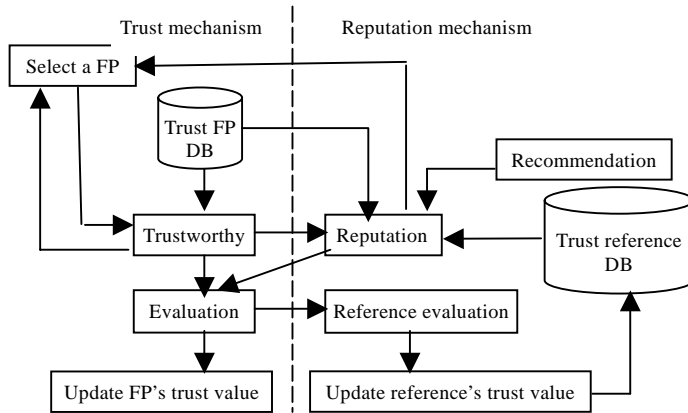 Trust mechanism
Reputation mechanism
Select a FP
Trust FP
DB
Recommendation
Trustworthy
Reputation
Trust reference
DB
Evaluation
Reference evaluation
Update FP's trust value
Update reference's trust value